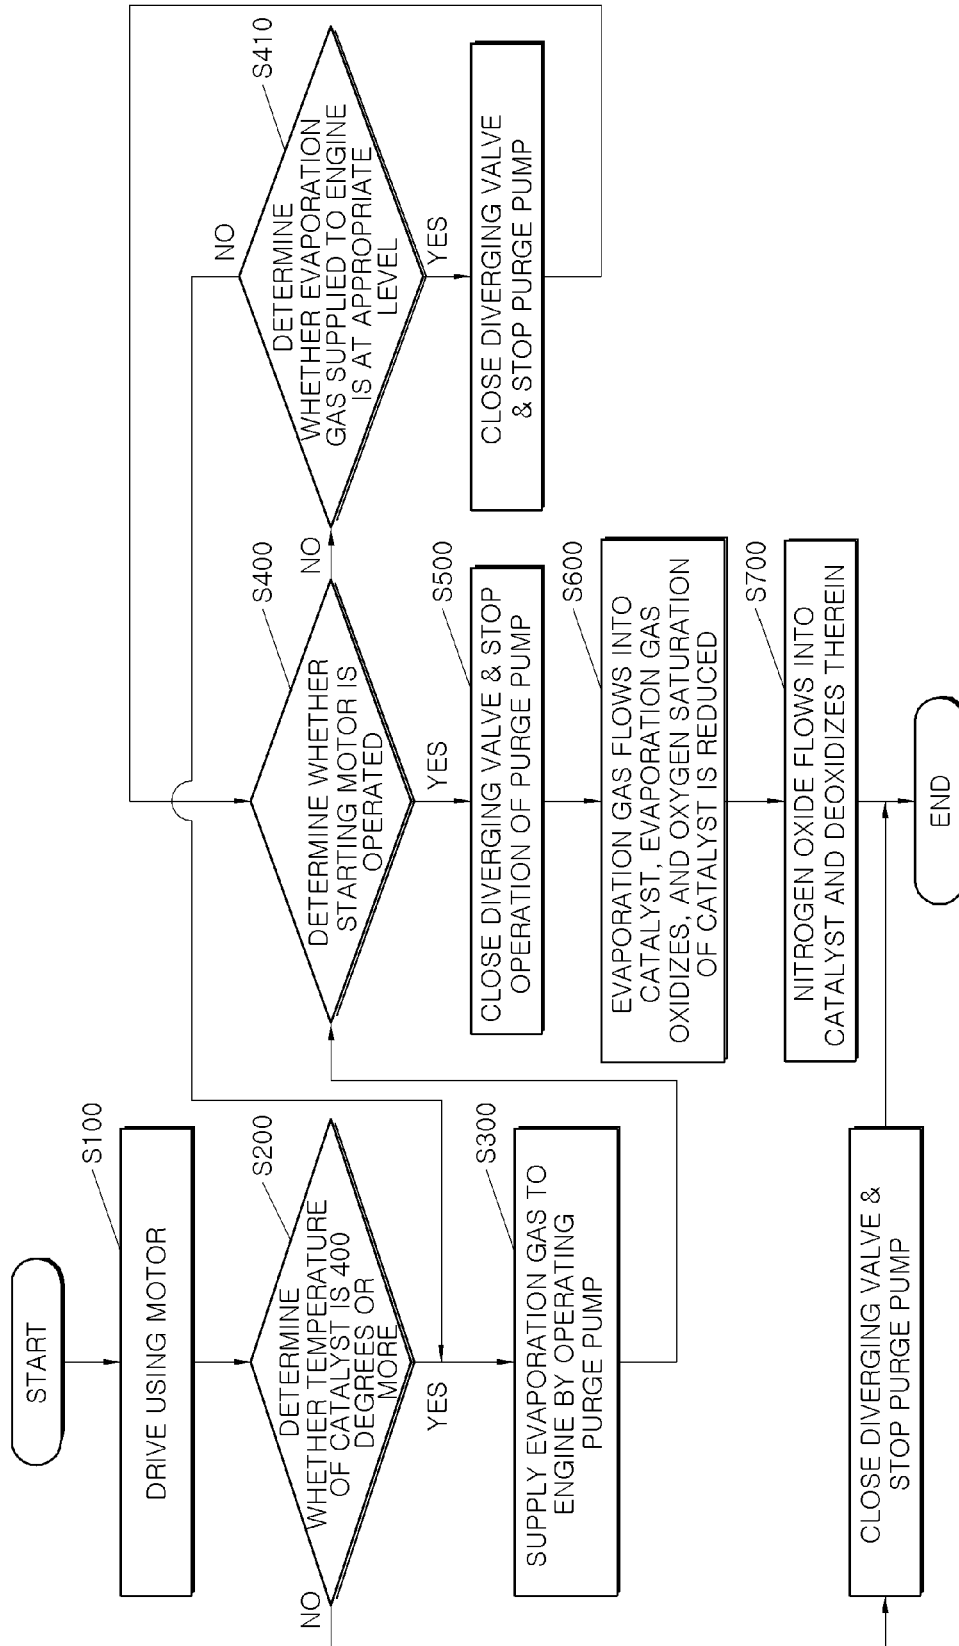 START
S100
DRIVE USING MOTOR
S200
DETERMINE
WHETHER TEMPERATURE
OF CATALYST IS 400
DEGREES OR
MORE
NO
YES
S300
SUPPLY EVAPORATION GAS TO
ENGINE BY OPERATING
PURGE PUMP
CLOSE DIVERGING VALVE &
STOP PURGE PUMP
S400
DETERMINE WHETHER
STARTING MOTOR IS
OPERATED
NO
YES
S500
CLOSE DIVERGING VALVE & STOP
OPERATION OF PURGE PUMP
S600
EVAPORATION GAS FLOWS INTO
CATALYST, EVAPORATION GAS
OXIDIZES, AND OXYGEN SATURATION
OF CATALYST IS REDUCED
S700
NITROGEN OXIDE FLOWS INTO
CATALYST AND DEOXIDIZES THEREIN
END
S410
DETERMINE
WHETHER EVAPORATION
GAS SUPPLIED TO ENGINE
IS AT APPROPRIATE
LEVEL
NO
YES
CLOSE DIVERGING VALVE
& STOP PURGE PUMP